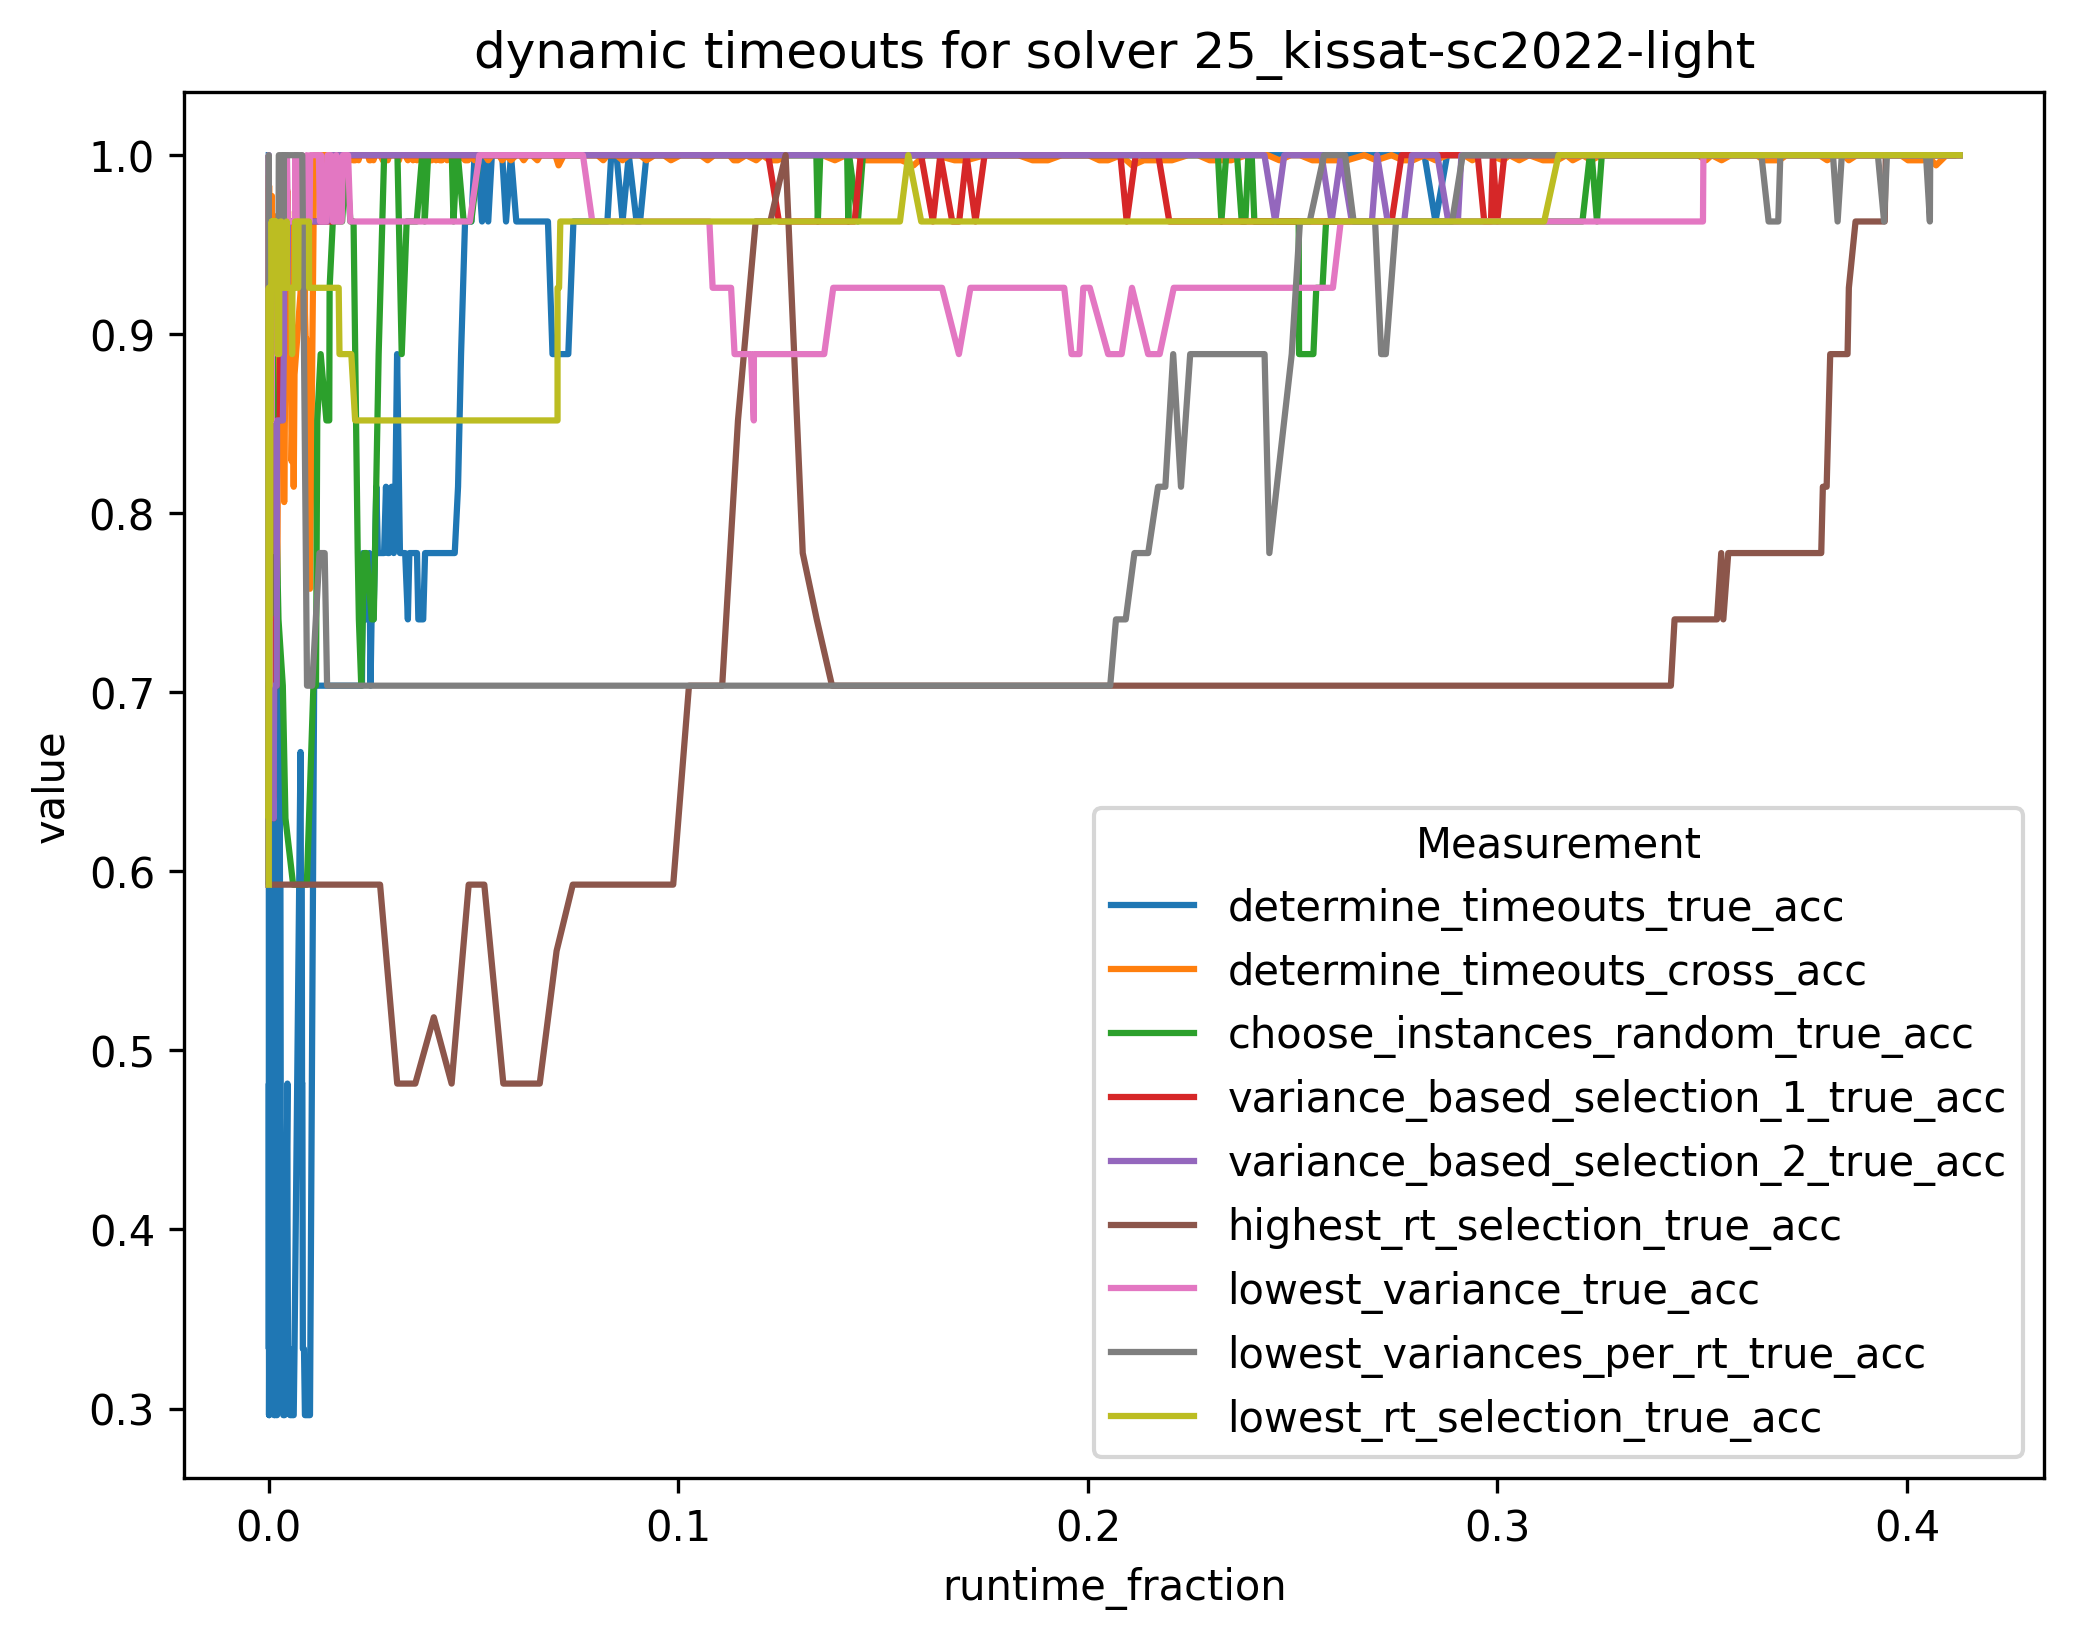 dynamic timeouts for solver 25_kissat-sc2022-light
1.0
0.9
0.8
0.7
0.6
0.5
0.4
0.3
value
0.0 0.1 0.2 0.3 0.4
runtime_fraction
Measurement
determine_timeouts_true_acc
determine_timeouts_cross_acc
choose_instances_random_true_acc
variance_based_selection_1_true_acc
variance_based_selection_2_true_acc
highest_rt_selection_true_acc
lowest_variance_true_acc
lowest_variances_per_rt_true_acc
lowest_rt_selection_true_acc